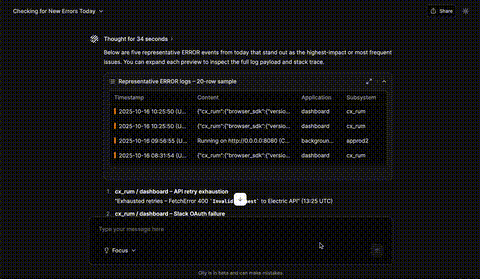 Checking for New Errors Today
Share
Thought for 34 seconds
Below are five representative ERROR events from today that stand out as the highest-impact or most frequent
issues. You can expand each preview to inspect the full log payload and stack trace.
Representative ERROR logs – 20-row sample
Timestamp Content Application Subsystem
2025-10-16 10:25:50 (U... {"cx_rum":{"browser_sdk":{"versio... dashboard cx_rum
2025-10-16 10:25:50 (U... {"cx_rum":{"browser_sdk":{"versio... dashboard cx_rum
2025-10-16 09:56:55 (U... Running on http://0.0.0.0:8080 (C... backgroun... approd2
2025-10-16 08:31:54 (U... {"cx_rum":{"browser_sdk":{"versio... dashboard cx_rum
1. cx_rum / dashboard – API retry exhaustion
"Exhausted retries – FetchError 400 `Invalid to Electric API" (13:25 UTC)
2. cx_rum / dashboard – Slack OAuth failure
Type your message here
Focus
Olly is in beta and can make mistakes.